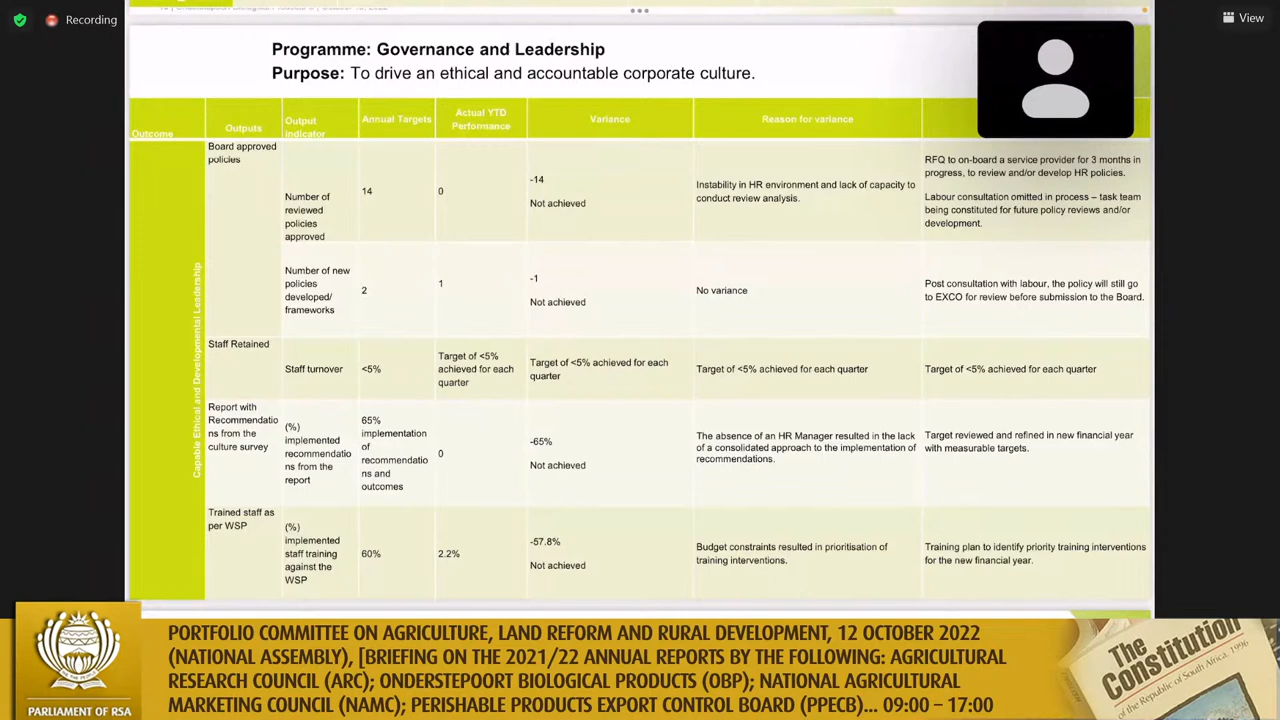 Recording
View
Programme: Governance and Leadership
Purpose: To drive an ethical and accountable corporate culture.
Outcome
Outputs
Output
indicator
Annual Targets
Actual YTD
Performance
Variance
Reason for variance
Capable Ethical and Developmental Leadership
Board approved
policies
Number of
reviewed
policies
approved
14
0
-14
Not achieved
Instability in HR environment and lack of capacity to
conduct review analysis.
RFQ to on-board a service provider for 3 months in
progress, to review and/or develop HR policies.
Labour consultation omitted in process – task team
being constituted for future policy reviews and/or
development.
Number of new
policies
developed/
frameworks
2
1
-1
Not achieved
No variance
Post consultation with labour, the policy will still go
to EXCO for review before submission to the Board.
Staff Retained
Staff turnover
<5%
Target of <5%
achieved for each
quarter
Target of <5% achieved for each
quarter
Target of <5% achieved for each quarter
Target of <5% achieved for each quarter
Report with
Recommendatio
ns from the
culture survey
(%)
implemented
recommendatio
ns from the
report
65%
implementation
of
recommendatio
ns and
outcomes
0
-65%
Not achieved
The absence of an HR Manager resulted in the lack
of a consolidated approach to the implementation of
recommendations.
Target reviewed and refined in new financial year
with measurable targets.
Trained staff as
per WSP
(%)
implemented
staff training
against the
WSP
60%
2.2%
-57.8%
Not achieved
Budget constraints resulted in prioritisation of
training interventions.
Training plan to identify priority training interventions
for the new financial year.
PORTFOLIO COMMITTEE ON AGRICULTURE, LAND REFORM AND RURAL DEVELOPMENT, 12 OCTOBER 2022
(NATIONAL ASSEMBLY), [BRIEFING ON THE 2021/22 ANNUAL REPORTS BY THE FOLLOWING: AGRICULTURAL
RESEARCH COUNCIL (ARC); ONDERSTEPOORT BIOLOGICAL PRODUCTS (OBP); NATIONAL AGRICULTURAL
MARKETING COUNCIL (NAMC); PERISHABLE PRODUCTS EXPORT CONTROL BOARD (PPECB)... 09:00 – 17:00
PARLIAMENT OF RSA
The
Constitution
of the Republic of South Africa, 1996